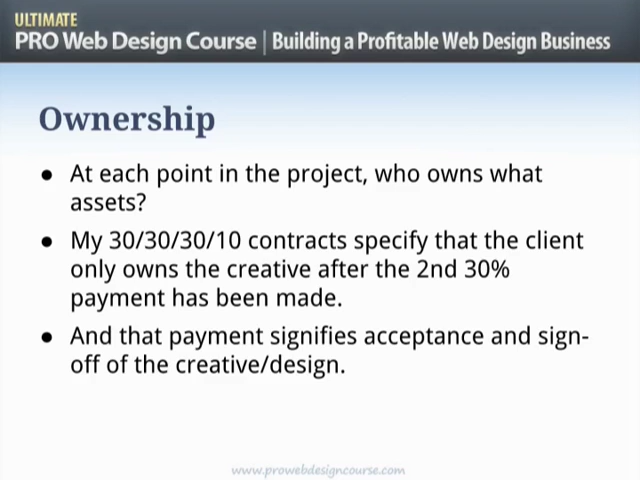 ULTIMATE
PRO Web Design Course | Building a Profitable Web Design Business
Ownership
● At each point in the project, who owns what
assets?
● My 30/30/30/10 contracts specify that the client
only owns the creative after the 2nd 30%
payment has been made.
● And that payment signifies acceptance and sign-
off of the creative/design.
www.prowebdesigncourse.com